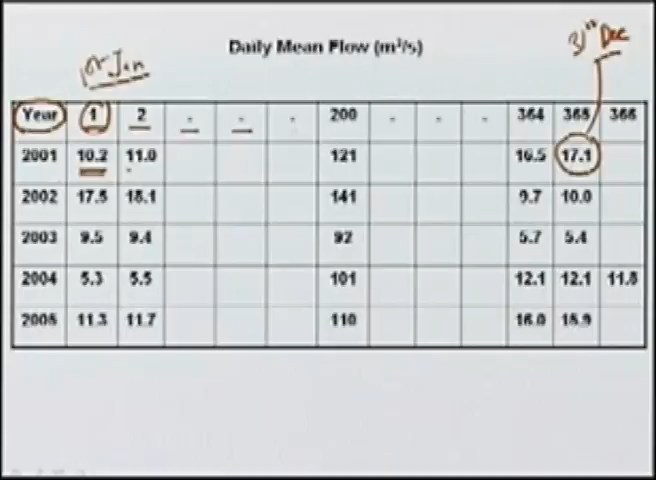 Daily Mean Flow (m³/s)
1st Jan
31st Dec
Year 1 2 . . . 200 . . . 364 365 366
2001 10.2 11.0 121 16.5 17.1
2002 17.5 18.1 141 9.7 10.0
2003 9.5 9.4 92 5.7 5.4
2004 5.3 5.5 101 12.1 12.1 11.8
2005 11.3 11.7 110 16.0 15.9